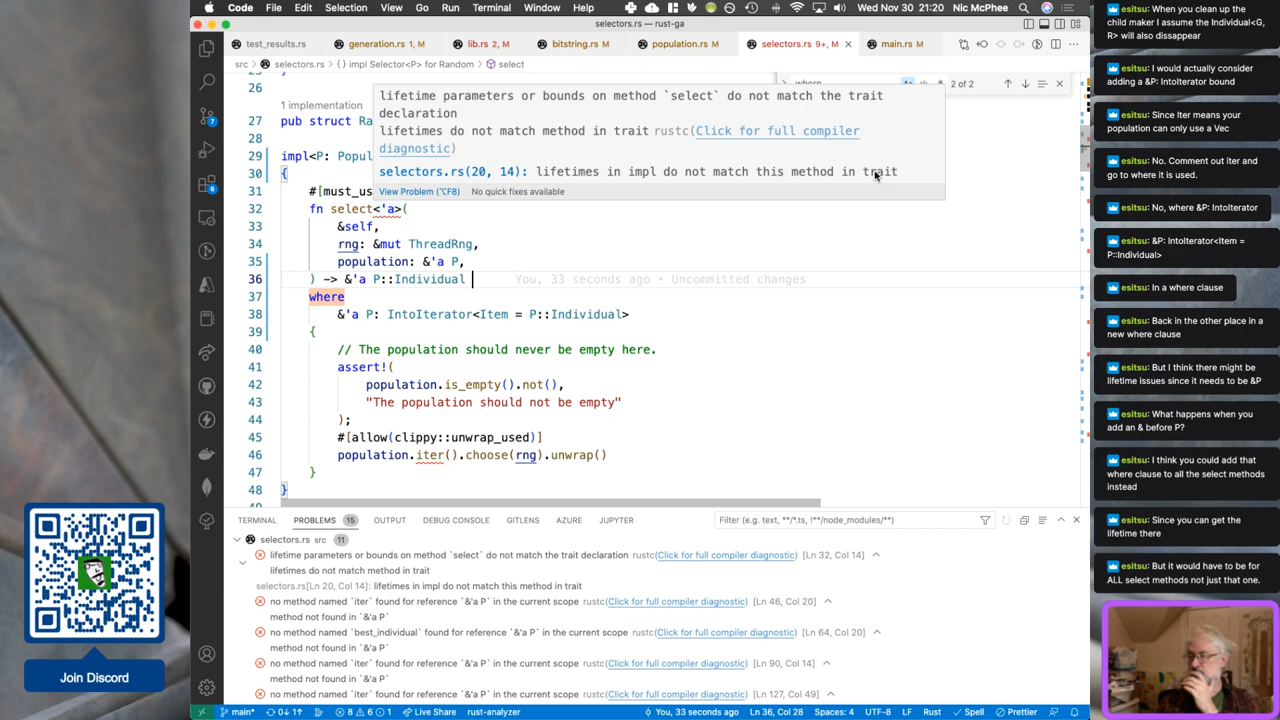 Code File Edit Selection View Go Run Terminal Window Help Wed Nov 30 21:20 Nic McPhee
selectors.rs — rust-ga
test_results.rs generation.rs 1, M lib.rs 2, M bitstring.rs M population.rs M selectors.rs 9+, M main.rs M
src > selectors.rs > {} impl Selector<P> for Random > select
where 2 of 2
26
1 implementation
27 pub struct Ra
28
29 impl<P: Popul
30 {
31 #[must_us
lifetime parameters or bounds on method `select` do not match the trait
declaration
lifetimes do not match method in trait rustc(Click for full compiler
diagnostic)
selectors.rs(20, 14): lifetimes in impl do not match this method in trait
View Problem (⌥F8) No quick fixes available
32 fn select<'a>(
33 &self,
34 rng: &mut ThreadRng,
35 population: &'a P,
36 ) -> &'a P::Individual You, 33 seconds ago • Uncommitted changes
37 where
38 &'a P: IntoIterator<Item = P::Individual>
39 {
40 // The population should never be empty here.
41 assert!(
42 population.is_empty().not(),
43 "The population should not be empty"
44 );
45 #[allow(clippy::unwrap_used)]
46 population.iter().choose(rng).unwrap()
47 }
48 }
TERMINAL PROBLEMS 15 OUTPUT DEBUG CONSOLE GITLENS AZURE JUPYTER Filter (e.g. text, **/*.ts, !**/node_modules/**)
selectors.rs src 11
lifetime parameters or bounds on method `select` do not match the trait declaration rustc(Click for full compiler diagnostic) [Ln 32, Col 14]
lifetimes do not match method in trait
selectors.rs[Ln 20, Col 14]: lifetimes in impl do not match this method in trait
no method named `iter` found for reference `&'a P` in the current scope rustc(Click for full compiler diagnostic) [Ln 46, Col 20]
method not found in `&'a P`
no method named `best_individual` found for reference `&'a P` in the current scope rustc(Click for full compiler diagnostic) [Ln 64, Col 20]
method not found in `&'a P`
no method named `iter` found for reference `&'a P` in the current scope rustc(Click for full compiler diagnostic) [Ln 90, Col 14]
method not found in `&'a P`
no method named `iter` found for reference `&'a P` in the current scope rustc(Click for full compiler diagnostic) [Ln 127, Col 49]
main* 0↓ 1↑ 8 6 1 Live Share rust-analyzer You, 33 seconds ago Ln 36, Col 28 Spaces: 4 UTF-8 LF Rust Spell Prettier
7
Join Discord
esitsu: When you clean up the
child maker I assume the Individual<G,
R> will also dissappear
esitsu: I would actually consider
adding a &P: IntoIterator bound
esitsu: Since Iter means your
population can only use a Vec
esitsu: No. Comment out iter and
go to where it is used.
esitsu: No, where &P: IntoIterator
esitsu: &P: IntoIterator<Item =
P::Individual>
esitsu: In a where clause
esitsu: Back in the other place in a
new where clause
esitsu: But I think there might be
lifetime issues since it needs to be &P
esitsu: What happens when you
add an & before P?
esitsu: I think you could add that
where clause to all the select methods
instead
esitsu: Since you can get the
lifetime there
esitsu: But it would have to be for
ALL select methods not just that one.